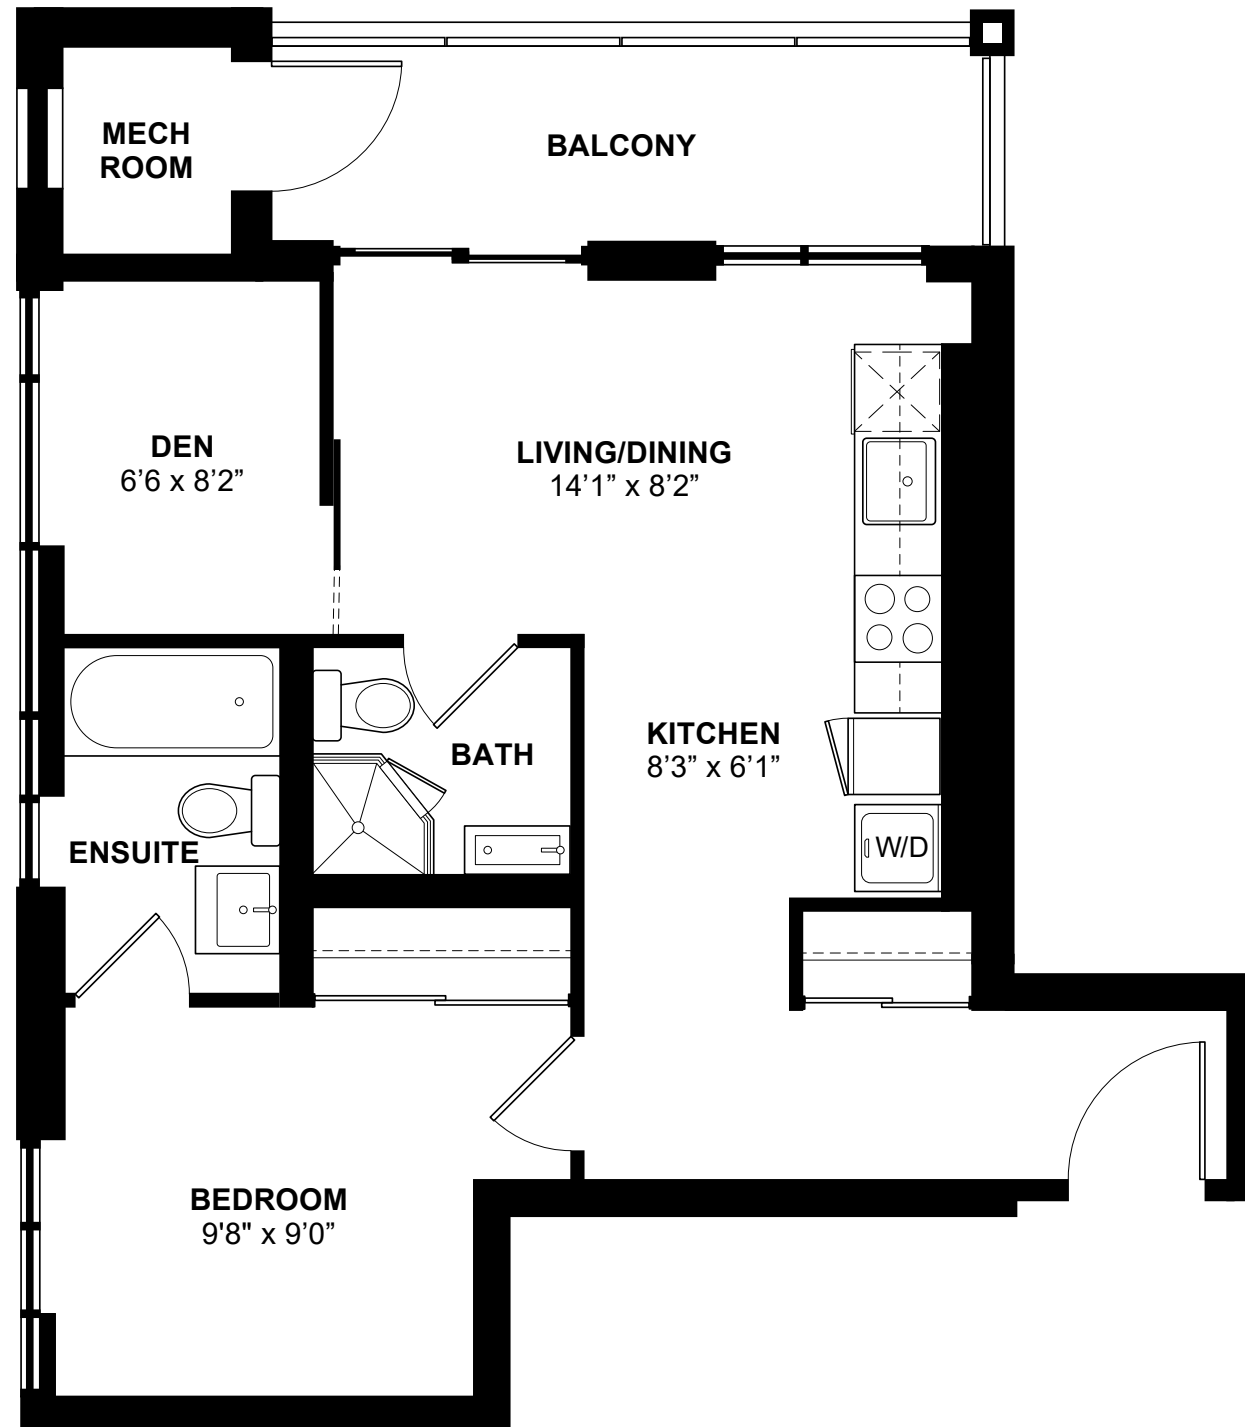 MECH
ROOM
BALCONY
DEN
6’6 x 8’2”
LIVING/DINING
14’1” x 8’2”
KITCHEN
8’3” x 6’1”
BATH
W/D
ENSUITE
BEDROOM
9'8" x 9’0”